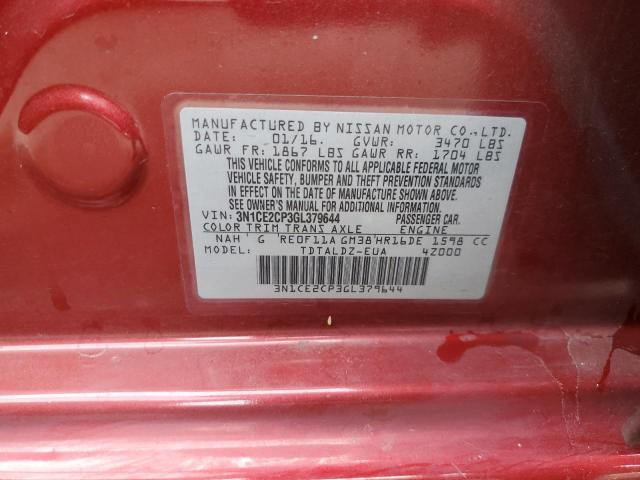 MANUFACTURED BY NISSAN MOTOR CO.,LTD.
DATE: 01/16. GVWR: 3470 LBS
GAWR FR: 1867 LBS GAWR RR: 1704 LBS
THIS VEHICLE CONFORMS TO ALL APPLICABLE FEDERAL MOTOR
VEHICLE SAFETY, BUMPER AND THEFT PREVENTION STANDARDS
IN EFFECT ON THE DATE OF MANUFACTURE SHOWN ABOVE.
SEE OWNER'S MANUAL FOR FURTHER INFORMATION
VIN: 3N1CE2CP3GL379644 PASSENGER CAR.
COLOR TRIM TRANS AXLE ENGINE
NAH G RE0F11A GM38 HR16DE 1598 CC
MODEL: TDTALDZ-EUA 4Z000
3N1CE2CP3GL379644